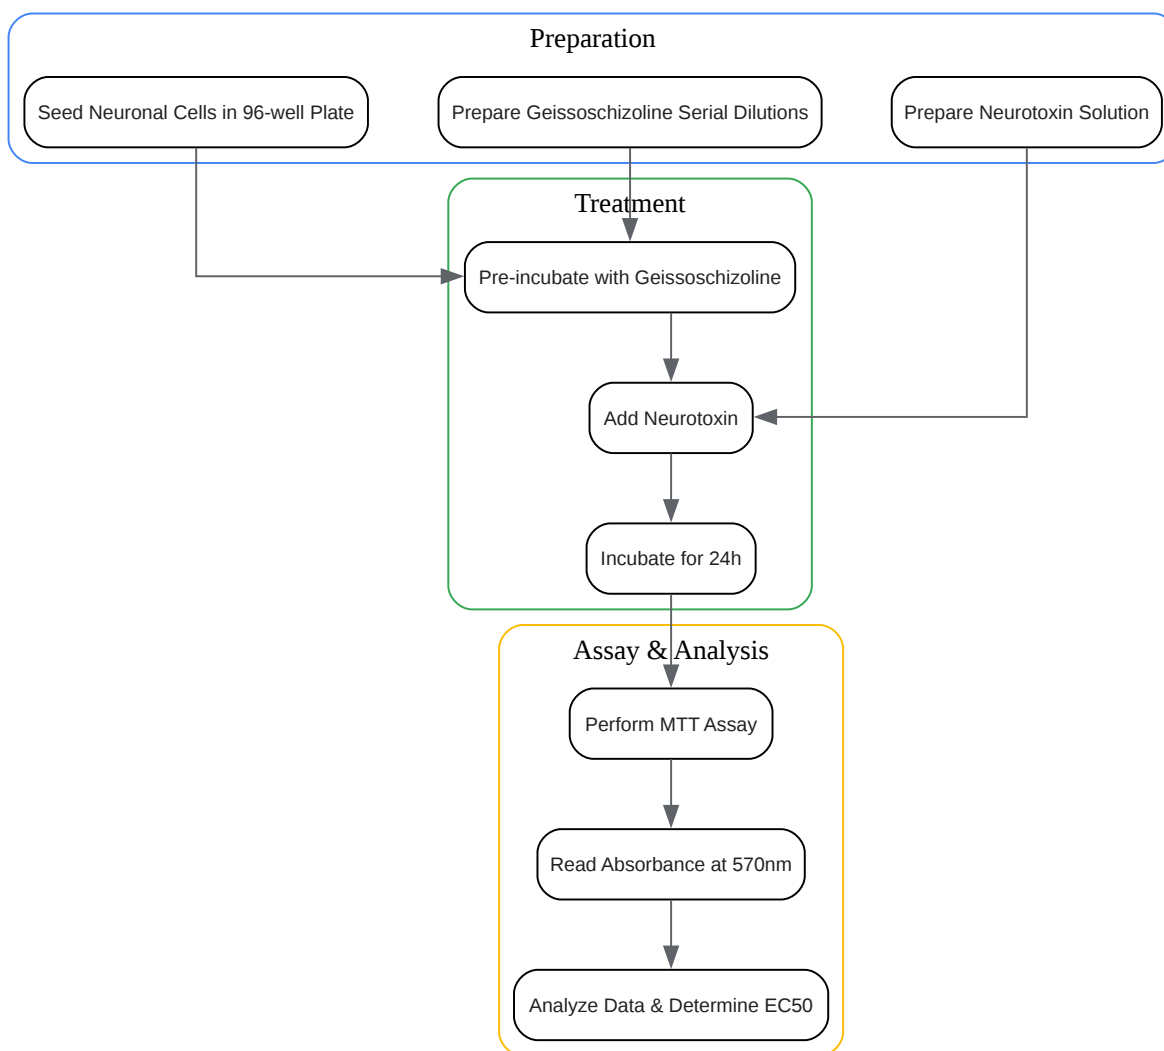 Preparation
Seed Neuronal Cells in 96-well Plate
Prepare Geissoschizoline Serial Dilutions
Prepare Neurotoxin Solution
Treatment
Pre-incubate with Geissoschizoline
Add Neurotoxin
Incubate for 24h
Assay & Analysis
Perform MTT Assay
Read Absorbance at 570nm
Analyze Data & Determine EC50